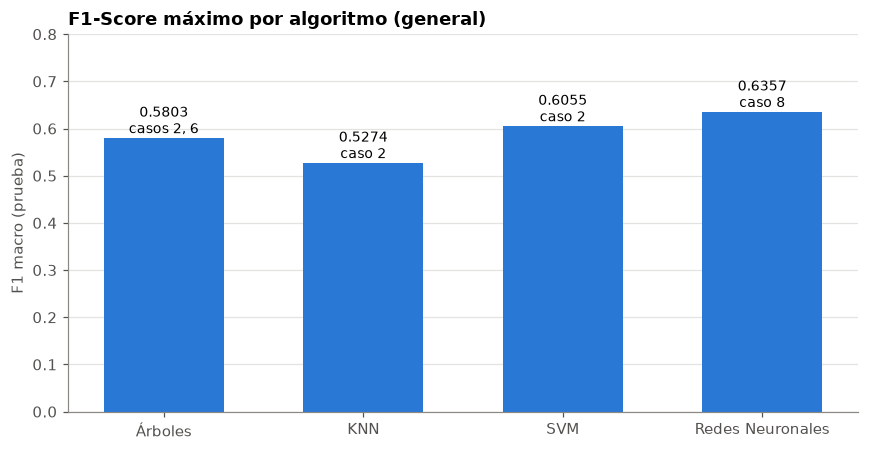 F1-Score máximo por algoritmo (general)
F1 macro (prueba)
0.8
0.7
0.6
0.5
0.4
0.3
0.2
0.1
0.0
0.5803
casos 2, 6
0.5274
caso 2
0.6055
caso 2
0.6357
caso 8
Árboles
KNN
SVM
Redes Neuronales